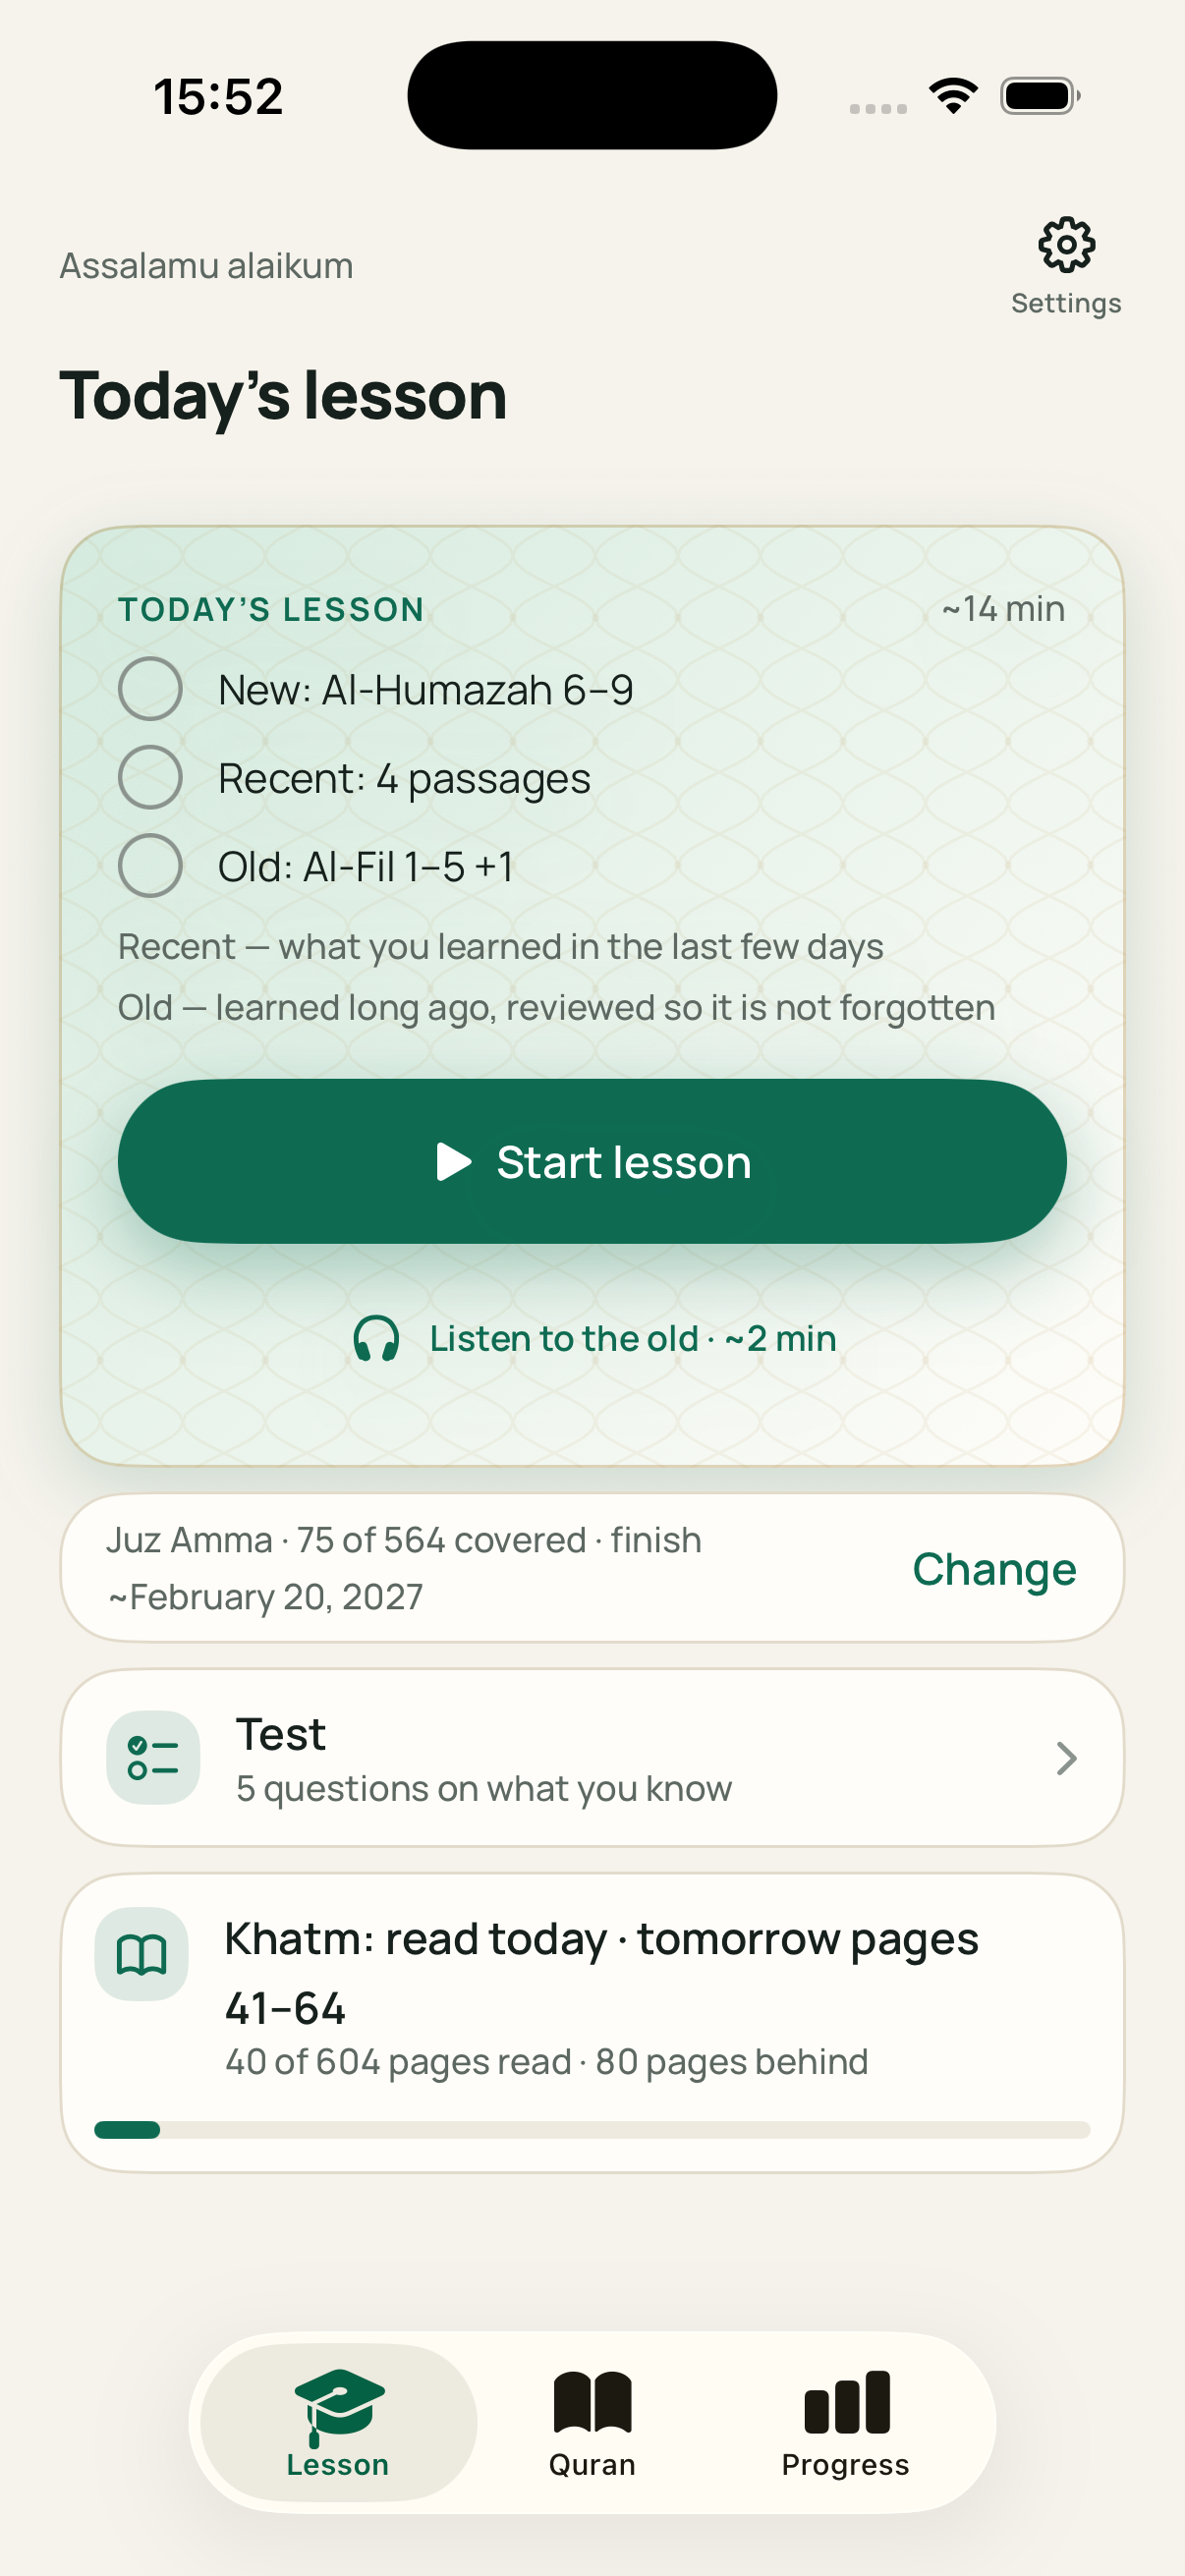 15:52
Assalamu alaikum
Settings
Today’s lesson
TODAY’S LESSON
~14 min
New: Al-Humazah 6–9
Recent: 4 passages
Old: Al-Fil 1–5 +1
Recent — what you learned in the last few days
Old — learned long ago, reviewed so it is not forgotten
Start lesson
Listen to the old · ~2 min
Juz Amma · 75 of 564 covered · finish
~February 20, 2027
Change
Test
5 questions on what you know
Khatm: read today · tomorrow pages
41–64
40 of 604 pages read · 80 pages behind
Lesson
Quran
Progress